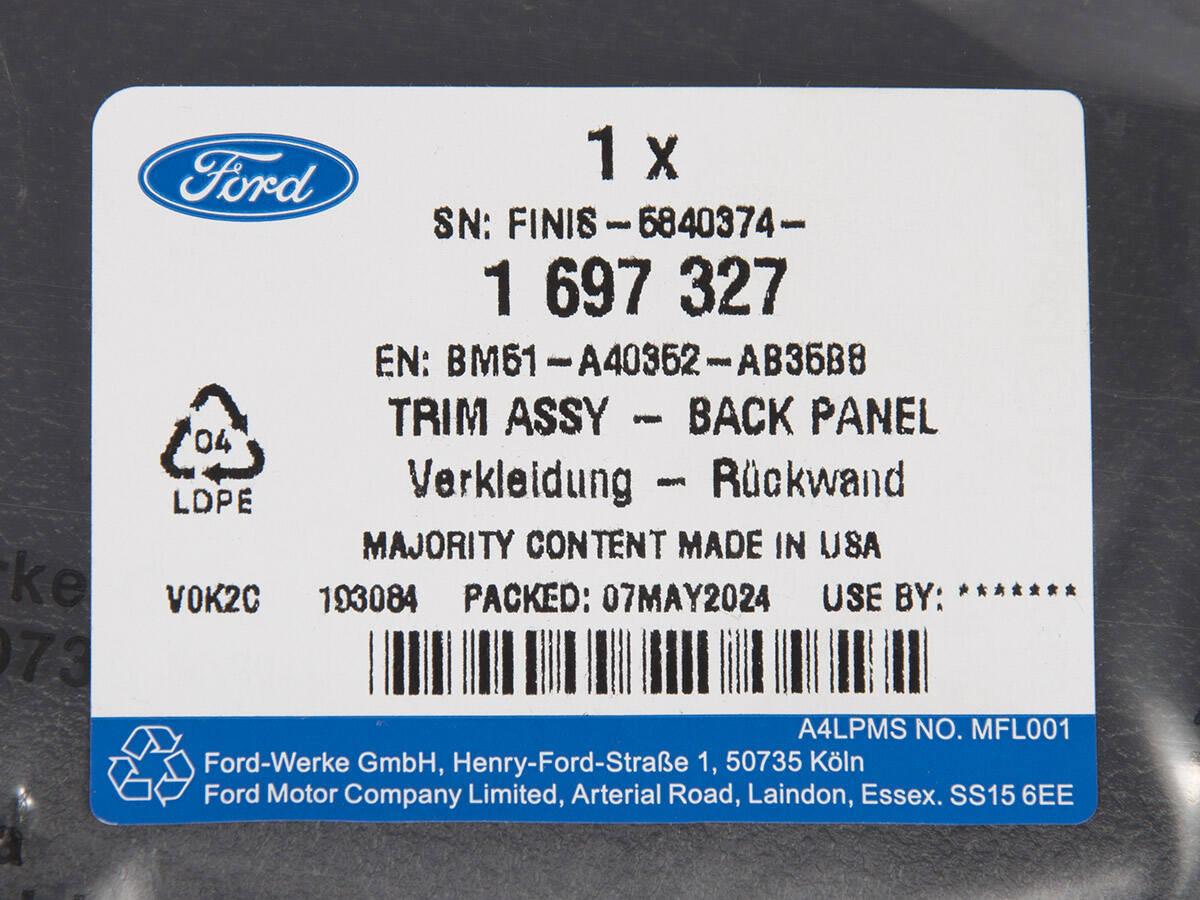 Ford
1 x
SN: FINIS-6840374-
1 697 327
EN: BM51-A40352-AB35B8
TRIM ASSY - BACK PANEL
Verkleidung - Rückwand
04
LDPE
MAJORITY CONTENT MADE IN USA
V0K2C 193084 PACKED: 07MAY2024 USE BY: *******
A4LPMS NO. MFL001
Ford-Werke GmbH, Henry-Ford-Straße 1, 50735 Köln
Ford Motor Company Limited, Arterial Road, Laindon, Essex. SS15 6EE
rke
073
a